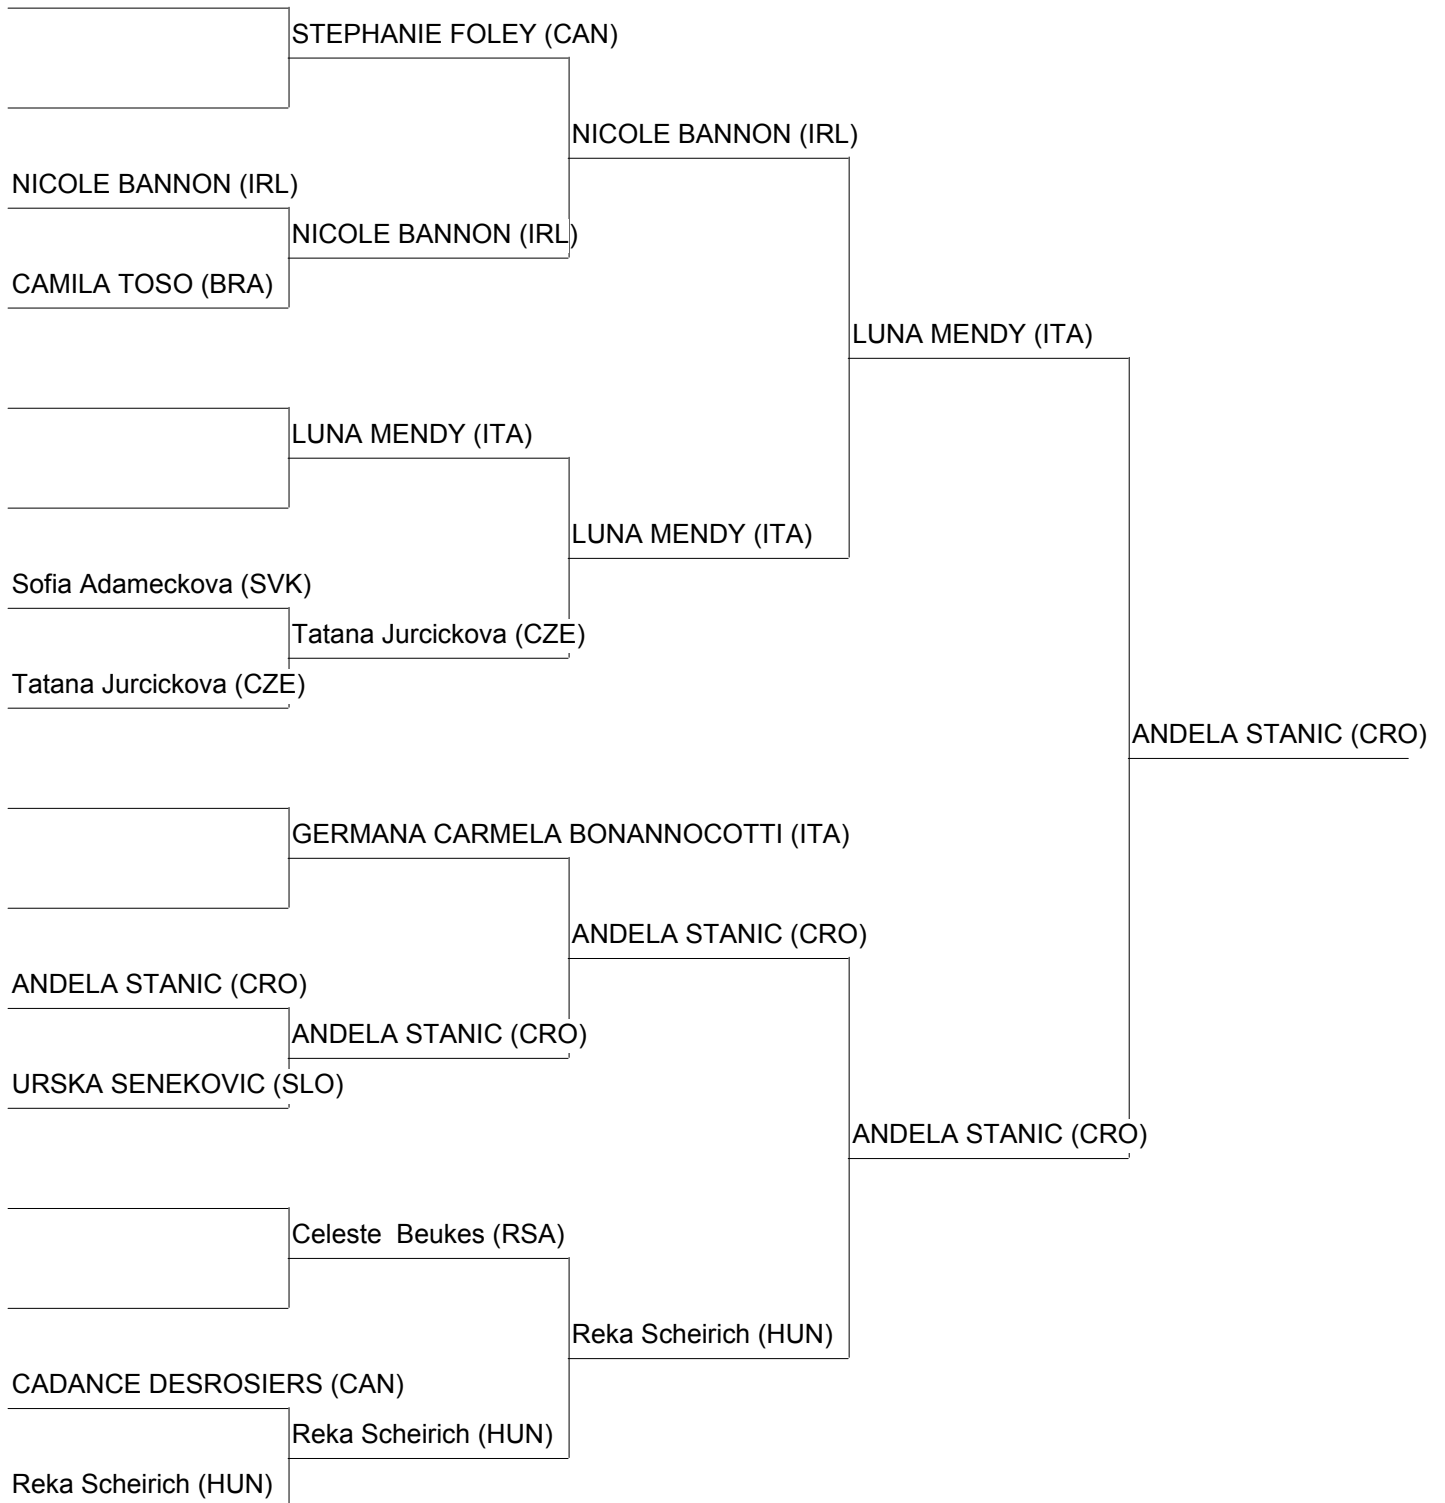 STEPHANIE FOLEY (CAN)
NICOLE BANNON (IRL)
NICOLE BANNON (IRL)
NICOLE BANNON (IRL)
CAMILA TOSO (BRA)
LUNA MENDY (ITA)
LUNA MENDY (ITA)
LUNA MENDY (ITA)
Sofia Adameckova (SVK)
Tatana Jurcickova (CZE)
Tatana Jurcickova (CZE)
ANDELA STANIC (CRO)
GERMANA CARMELA BONANNOCOTTI (ITA)
ANDELA STANIC (CRO)
ANDELA STANIC (CRO)
ANDELA STANIC (CRO)
URSKA SENEKOVIC (SLO)
ANDELA STANIC (CRO)
Celeste  Beukes (RSA)
Reka Scheirich (HUN)
CADANCE DESROSIERS (CAN)
Reka Scheirich (HUN)
Reka Scheirich (HUN)